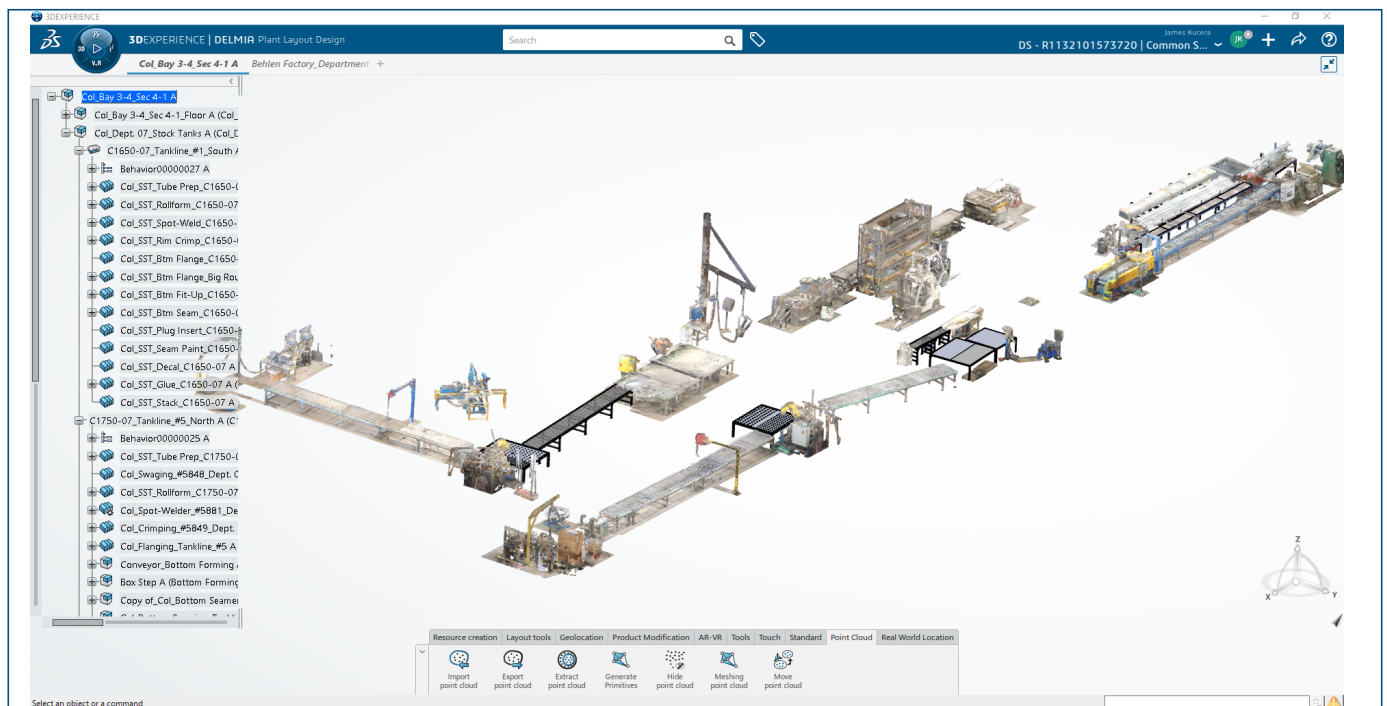 3DEXPERIENCE
3DEXPERIENCE | DELMIA Plant Layout Design
Search
James Kucera
DS - R1132101573720 | Common S...
JK
3D
V.R
Col_Bay 3-4_Sec 4-1 A
Behlen Factory_Department
Col_Bay 3-4_Sec 4-1 A
Col_Bay 3-4_Sec 4-1_Floor A (Col_
Col_Dept. 07_Stock Tanks A (Col_D
C1650-07_Tankline_#1_South A
Behavior00000027 A
Col_SST_Tube Prep_C1650-0
Col_SST_Rollform_C1650-07
Col_SST_Spot-Weld_C1650-
Col_SST_Rim Crimp_C1650-
Col_SST_Btm Flange_C1650-
Col_SST_Btm Flange_Big Rou
Col_SST_Btm Fit-Up_C1650-
Col_SST_Btm Seam_C1650-0
Col_SST_Plug Insert_C1650-
Col_SST_Seam Paint_C1650-
Col_SST_Decal_C1650-07 A
Col_SST_Glue_C1650-07 A (
Col_SST_Stack_C1650-07 A
C1750-07_Tankline_#5_North A (C1
Behavior00000025 A
Col_SST_Tube Prep_C1750-0
Col_Swaging_#5848_Dept. 0
Col_SST_Rollform_C1750-07
Col_Spot-Welder_#5881_De
Col_Crimping_#5849_Dept.
Col_Flanging_Tankline_#5 A
Conveyor_Bottom Forming
Box Step A (Bottom Forming
Copy of_Col_Bottom Seamer
Z
X
Y
Resource creation
Layout tools
Geolocation
Product Modification
AR-VR
Tools
Touch
Standard
Point Cloud
Real World Location
Import point cloud
Export point cloud
Extract point cloud
Generate Primitives
Hide point cloud
Meshing point cloud
Move point cloud
Select an object or a command